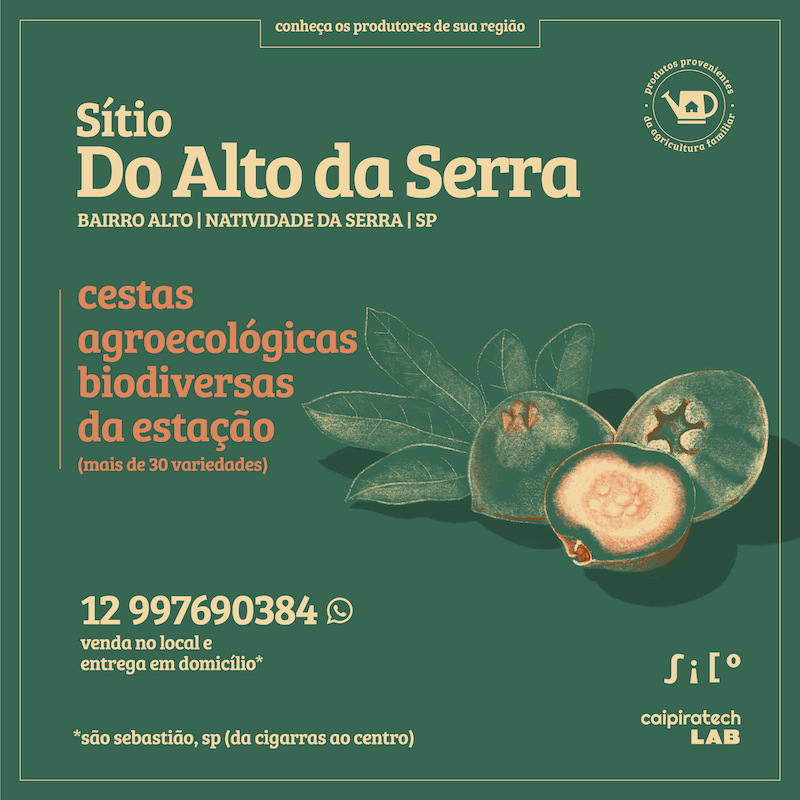 conheça os produtores de sua região
produtos provenientes
da agricultura familiar
Sítio
Do Alto da Serra
BAIRRO ALTO | NATIVIDADE DA SERRA | SP
cestas
agroecológicas
biodiversas
da estação
(mais de 30 variedades)
12 997690384
venda no local e
entrega em domicílio*
silo
caipiratech
LAB
*são sebastião, sp (da cigarras ao centro)